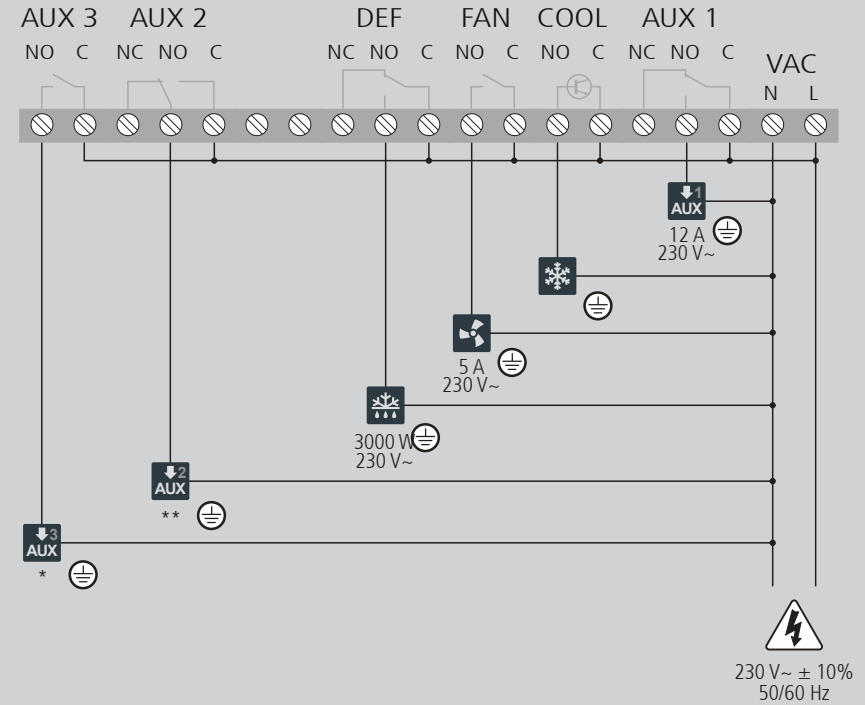 AUX 3 AUX 2 DEF FAN COOL AUX 1
NO C NC NO C NC NO C NO C NO C NC NO C
VAC
N L
1
AUX
12 A
230 V~
5 A
230 V~
3000 W
230 V~
2
AUX
**
3
AUX
*
230 V~ ± 10%
50/60 Hz